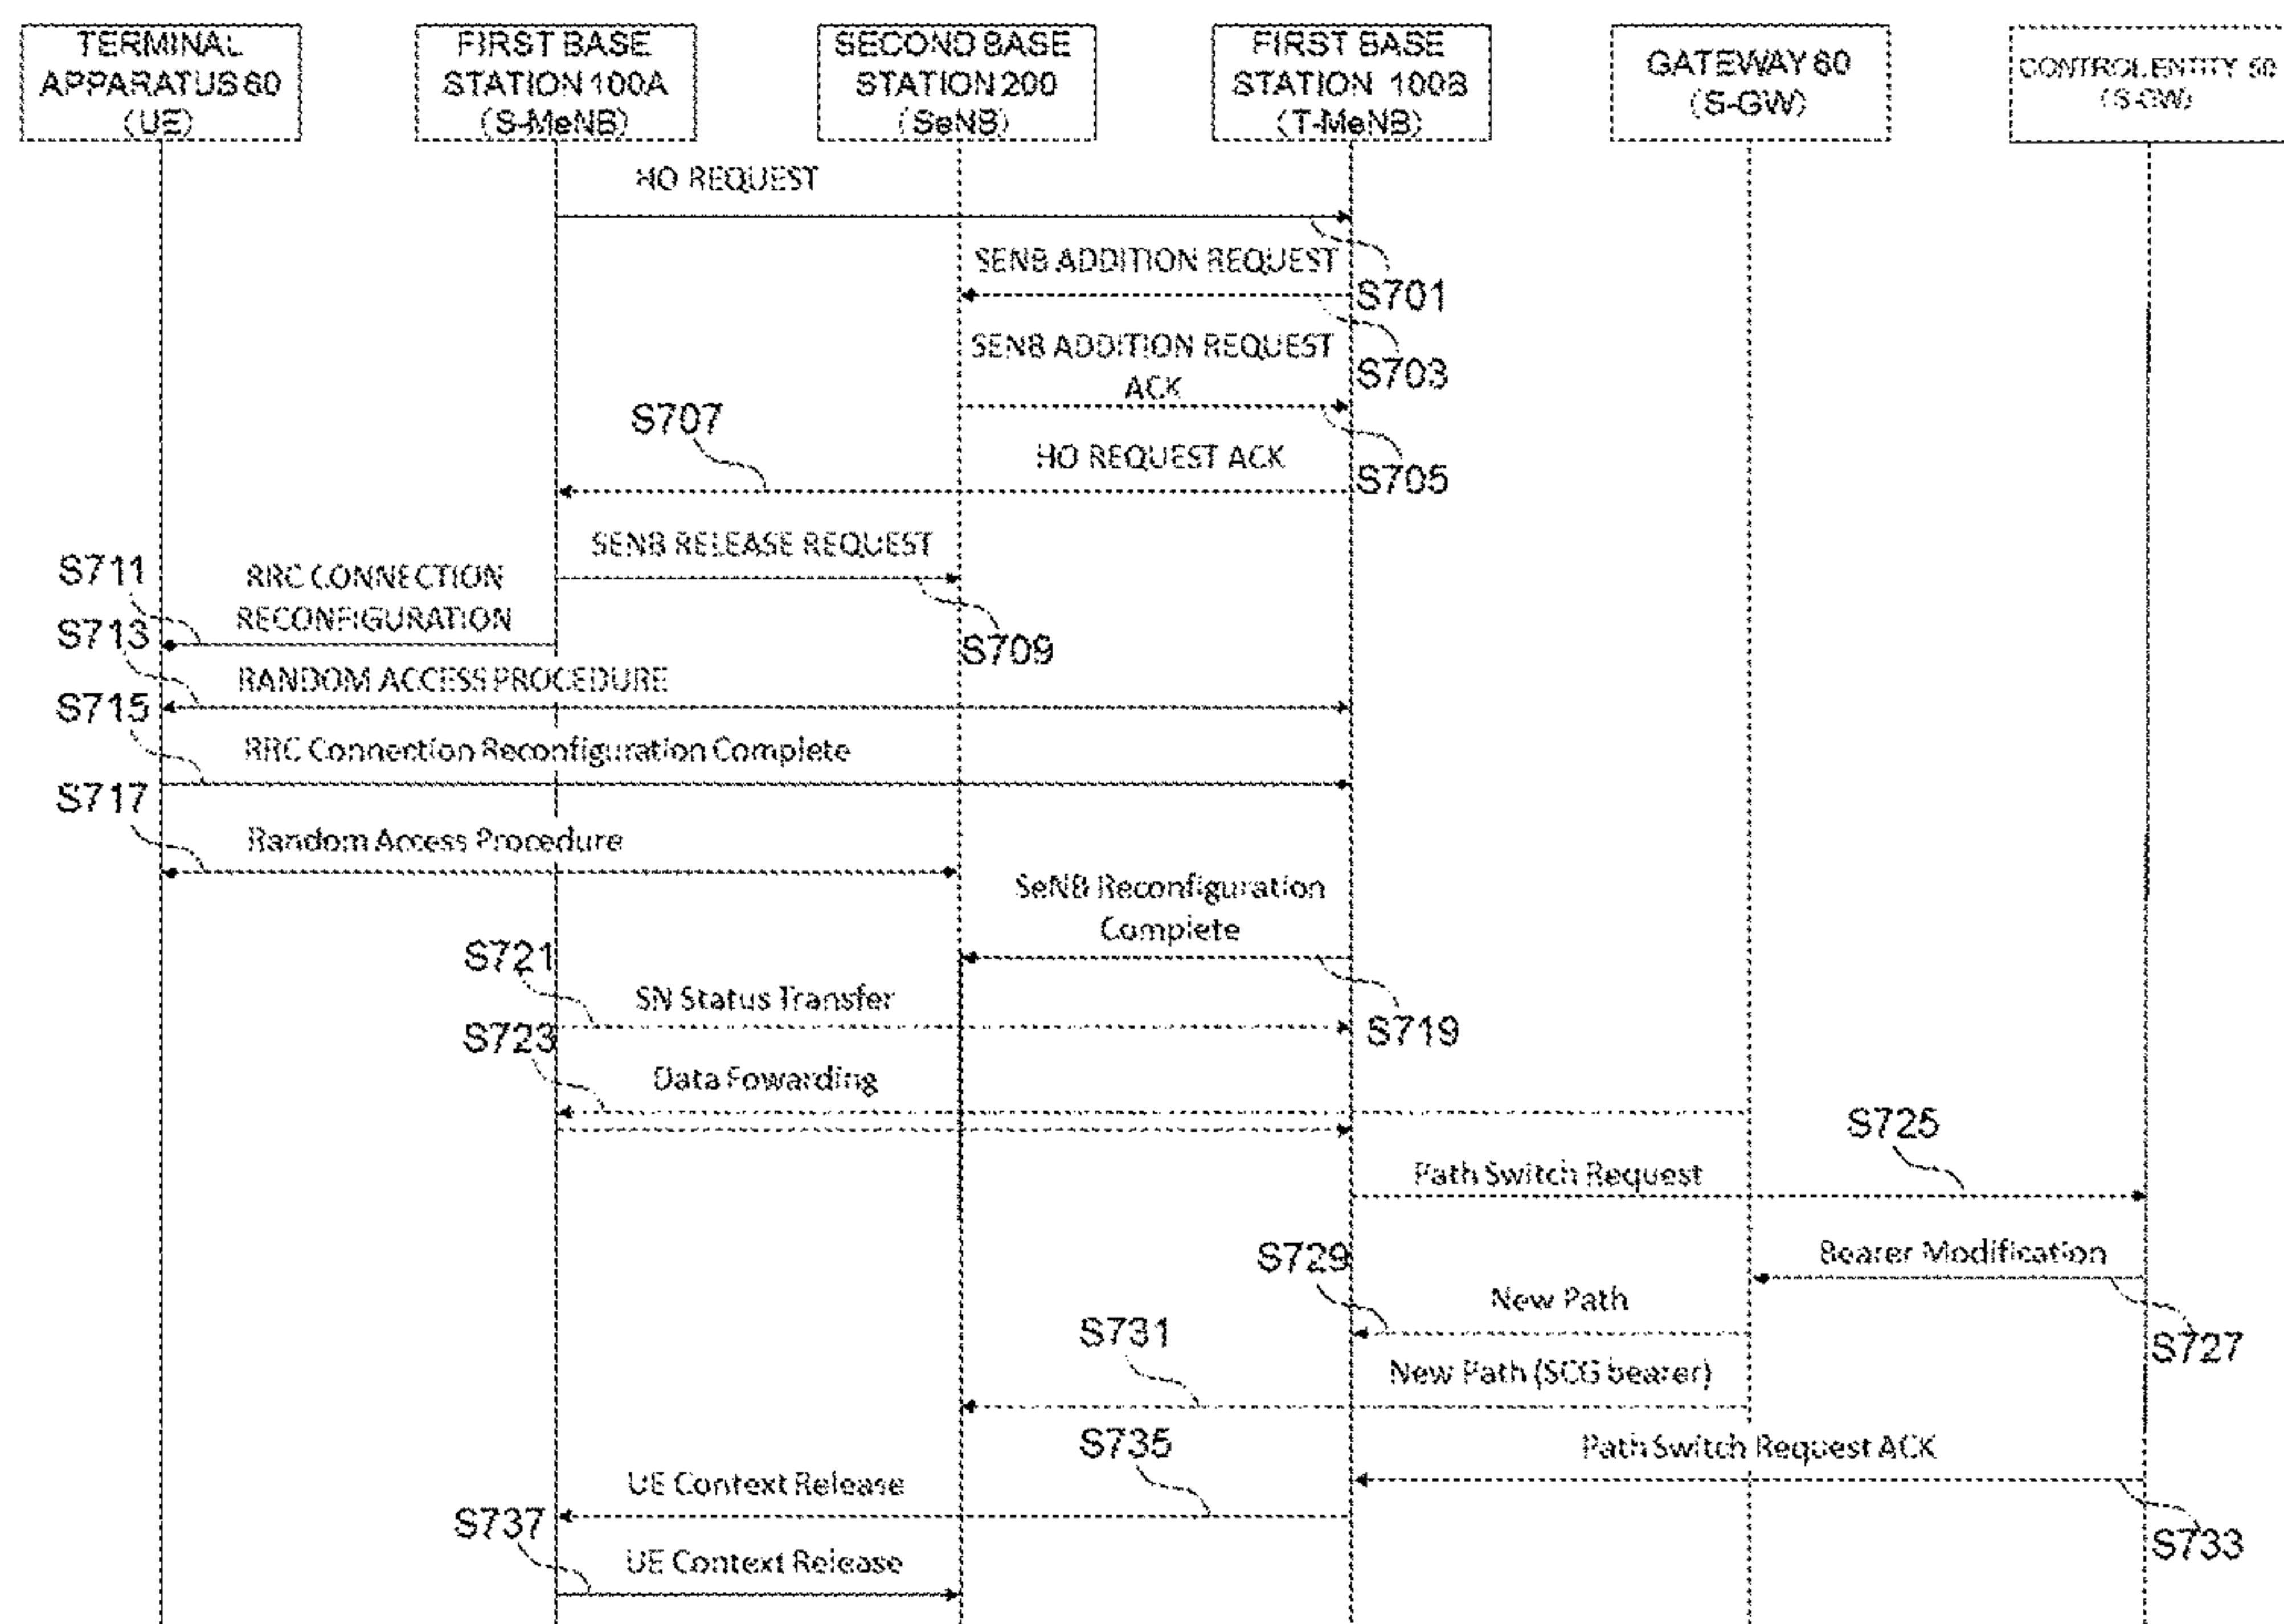 TERMINAL
APPARATUS 60
(UE)
FIRST BASE
STATION 100A
(S-MeNB)
SECOND BASE
STATION 200
(SeNB)
FIRST BASE
STATION 100B
(T-MeNB)
GATEWAY 60
(S-GW)
CONTROL ENTITY 50
(S-GW)
HO REQUEST
SENB ADDITION REQUEST
S701
SENB ADDITION REQUEST
ACK
S703
S707
HO REQUEST ACK
S705
SENB RELEASE REQUEST
S711
RRC CONNECTION
RECONFIGURATION
S713
S709
RANDOM ACCESS PROCEDURE
S715
RRC Connection Reconfiguration Complete
S717
Random Access Procedure
SeNB Reconfiguration
Complete
S721
SN Status Transfer
S719
S723
Data Fowarding
S725
Path Switch Request
S729
Bearer Modification
New Path
S731
S727
New Path (SCG bearer)
S735
Path Switch Request ACK
UE Context Release
S737
S733
UE Context Release